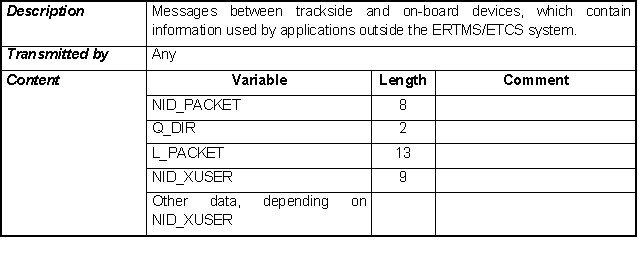 Description Messages between trackside and on-board devices, which contain
information used by applications outside the ERTMS/ETCS system.
Transmitted by Any
Content Variable Length Comment
NID_PACKET 8
Q_DIR 2
L_PACKET 13
NID_XUSER 9
Other data, depending on
NID_XUSER